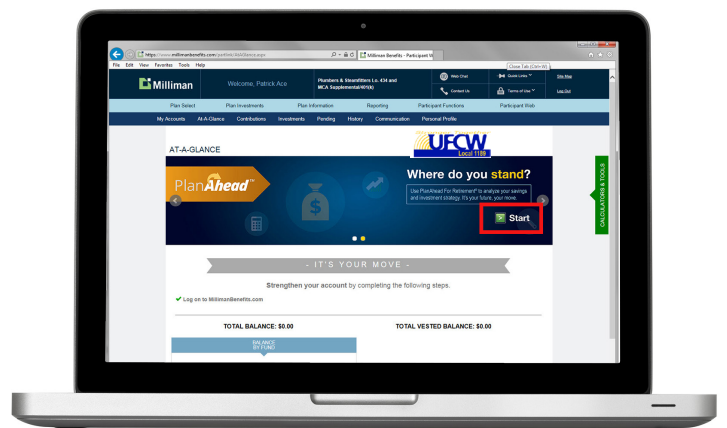 https://www.millimanbenefits.com/portlink/AtAGlance.aspx
Milliman Benefits - Participant W
Close Tab (Ctrl+W)
File Edit View Favorites Tools Help
Milliman
Welcome, Patrick Ace
Plumbers & Steamfitters Lo. 434 and
MCA Supplemental/401(k)
Web Chat
Quick Links
Site Map
Contact Us
Terms of Use
Log Out
Plan Select Plan Investments Plan Information Reporting Participant Functions Participant Web
My Accounts At-A-Glance Contributions Investments Pending History Communication Personal Profile
AT-A-GLANCE
UFCW
Local 1189
PlanAhead™
Where do you stand?
Use PlanAhead For Retirement® to analyze your savings
and investment strategy. It's your future, your move.
Start
CALCULATORS & TOOLS
- IT'S YOUR MOVE -
Strengthen your account by completing the following steps.
Log on to MillimanBenefits.com
TOTAL BALANCE: $0.00 TOTAL VESTED BALANCE: $0.00
BALANCE
BY FUND